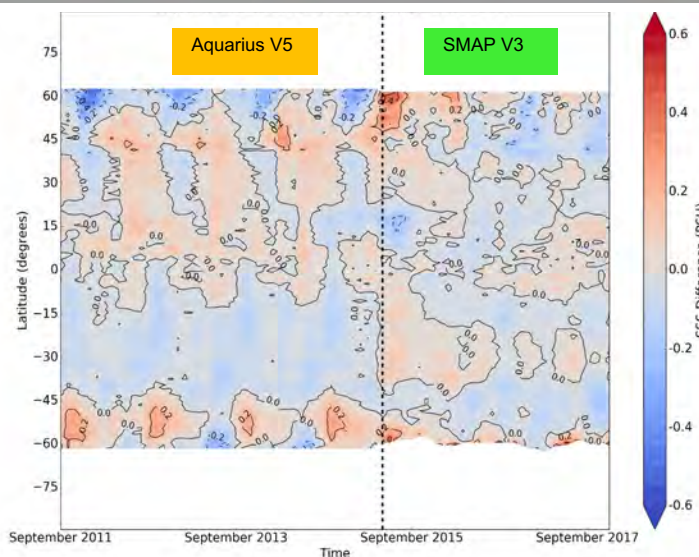 Aquarius V5
SMAP V3
75
60
45
30
15
0
−15
−30
−45
−60
−75
Latitude (degrees)
September 2011
September 2013
September 2015
September 2017
Time
0.6
0.4
0.2
0.0
-0.2
-0.4
-0.6